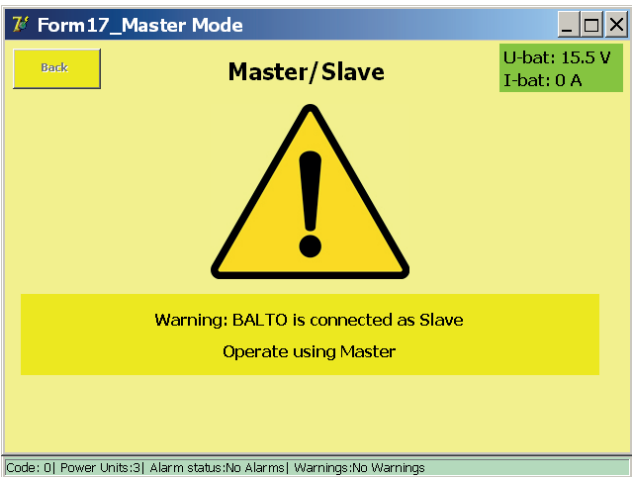 Form17_Master Mode
Back
Master/Slave
U-bat: 15.5 V
I-bat: 0 A
Warning: BALTO is connected as Slave
Operate using Master
Code: 0| Power Units:3| Alarm status:No Alarms| Warnings:No Warnings